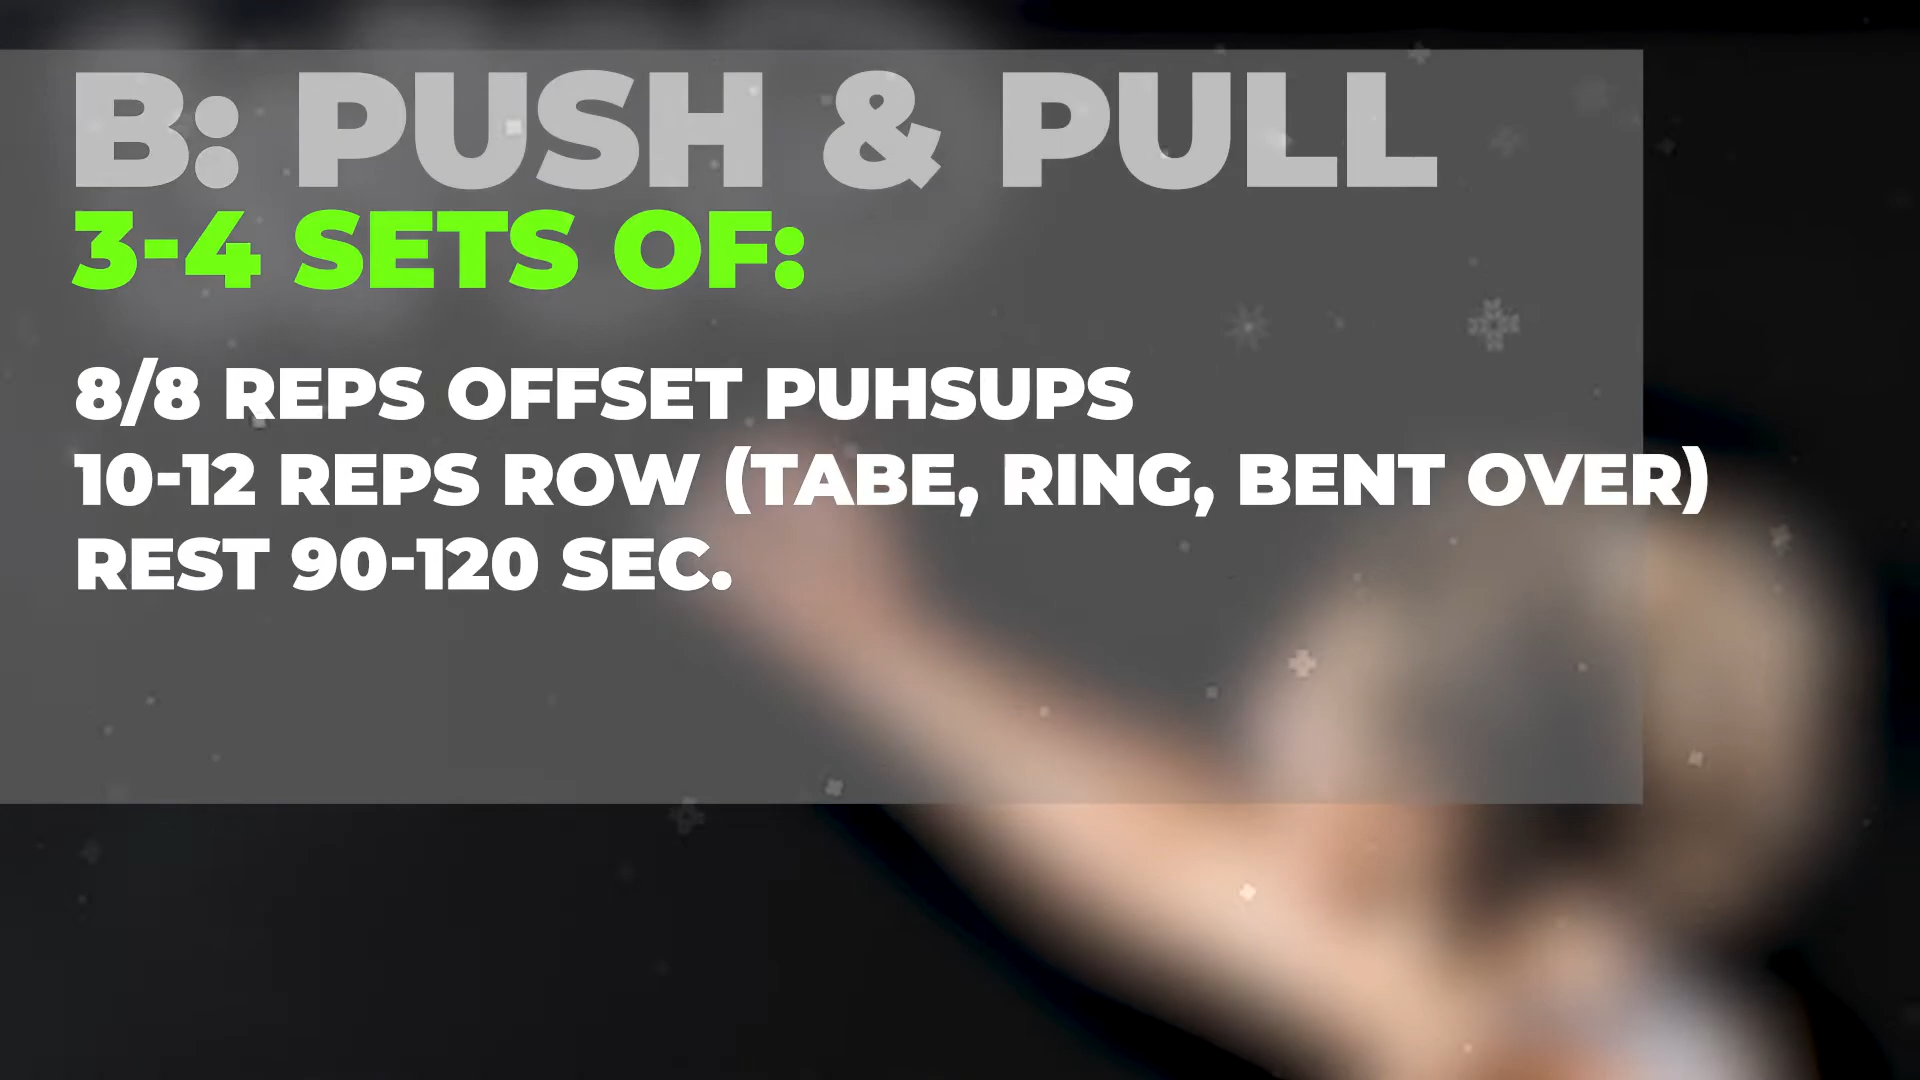 B: PUSH & PULL
3-4 SETS OF:
8/8 REPS OFFSET PUHSUPS
10-12 REPS ROW (TABE, RING, BENT OVER)
REST 90-120 SEC.